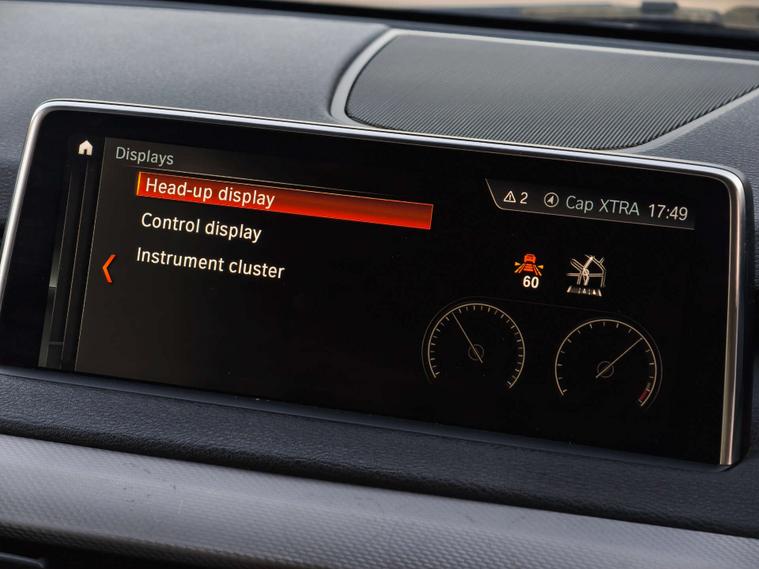 Displays
2 Cap XTRA 17:49
Head-up display
Control display
Instrument cluster
60